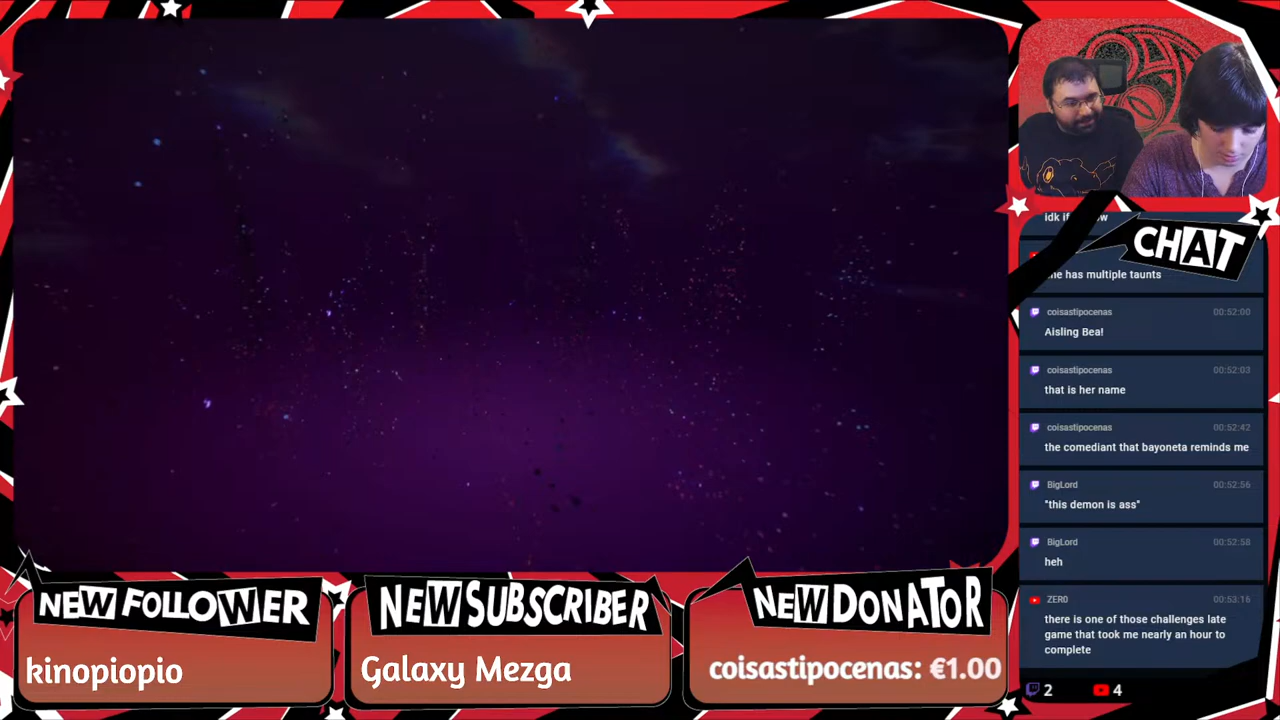 idk if
CHAT
he has multiple taunts
coisastipocenas 00:52:00
Aisling Bea!
coisastipocenas 00:52:03
that is her name
coisastipocenas 00:52:42
the comediant that bayoneta reminds me
BigLord 00:52:56
"this demon is ass"
BigLord 00:52:58
heh
ZER0 00:53:16
there is one of those challenges late
game that took me nearly an hour to
complete
2 4
NEW FOLLOWER
kinopiopio
NEW SUBSCRIBER
Galaxy Mezga
NEW DONATOR
coisastipocenas: €1.00